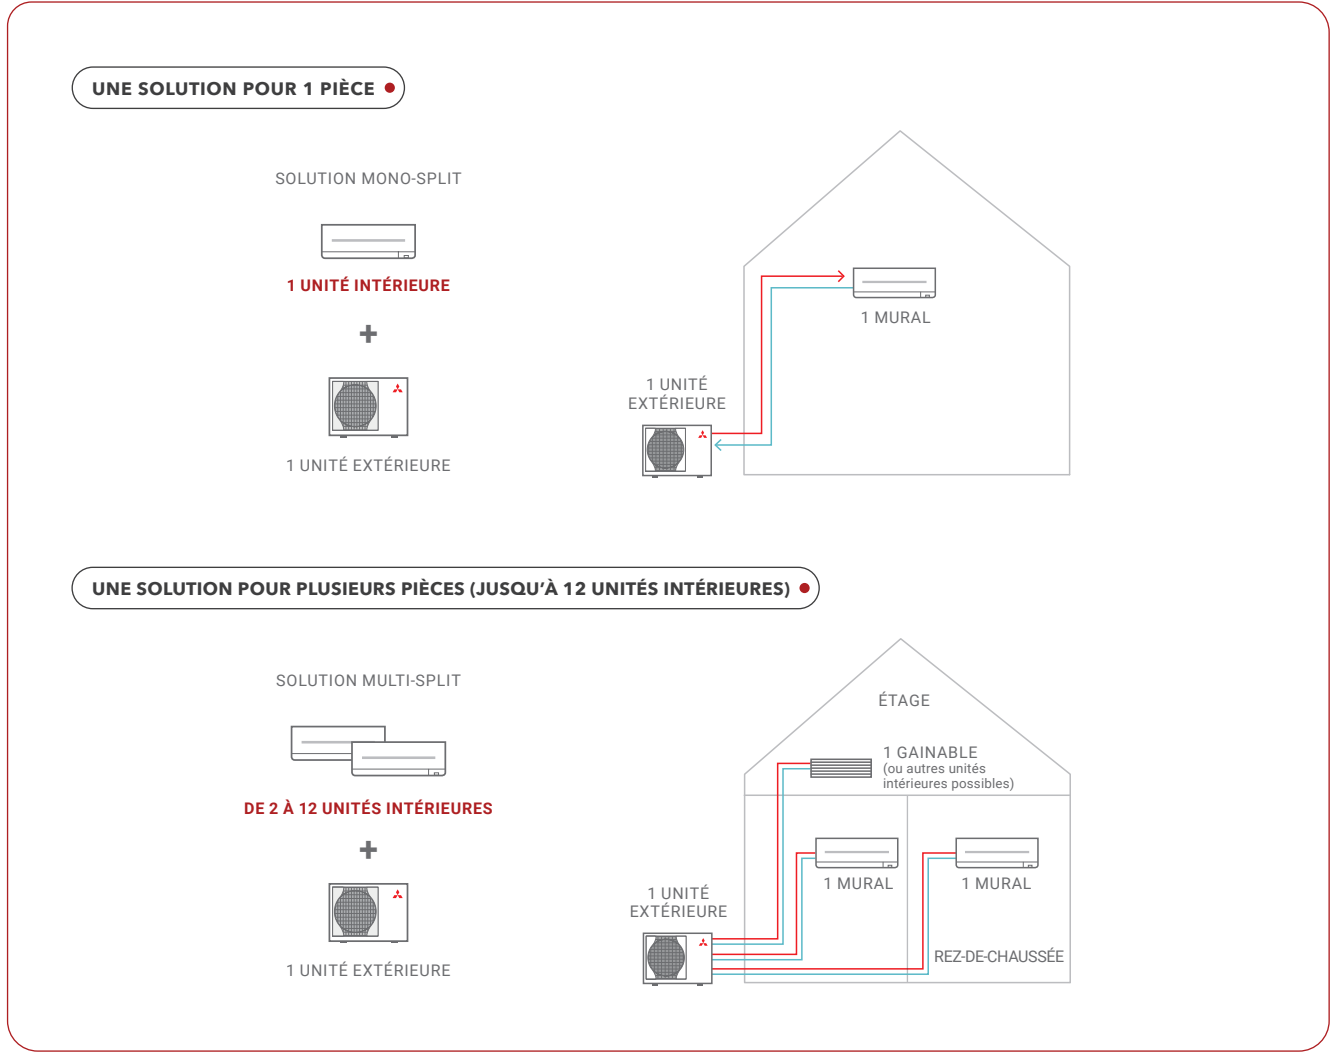 UNE SOLUTION POUR 1 PIÈCE
SOLUTION MONO-SPLIT
1 UNITÉ INTÉRIEURE
+
1 UNITÉ EXTÉRIEURE
1 MURAL
1 UNITÉ
EXTÉRIEURE
UNE SOLUTION POUR PLUSIEURS PIÈCES (JUSQU’À 12 UNITÉS INTÉRIEURES)
SOLUTION MULTI-SPLIT
DE 2 À 12 UNITÉS INTÉRIEURES
+
1 UNITÉ EXTÉRIEURE
ÉTAGE
1 GAINABLE
(ou autres unités
intérieures possibles)
1 MURAL
1 MURAL
1 UNITÉ
EXTÉRIEURE
REZ-DE-CHAUSSÉE